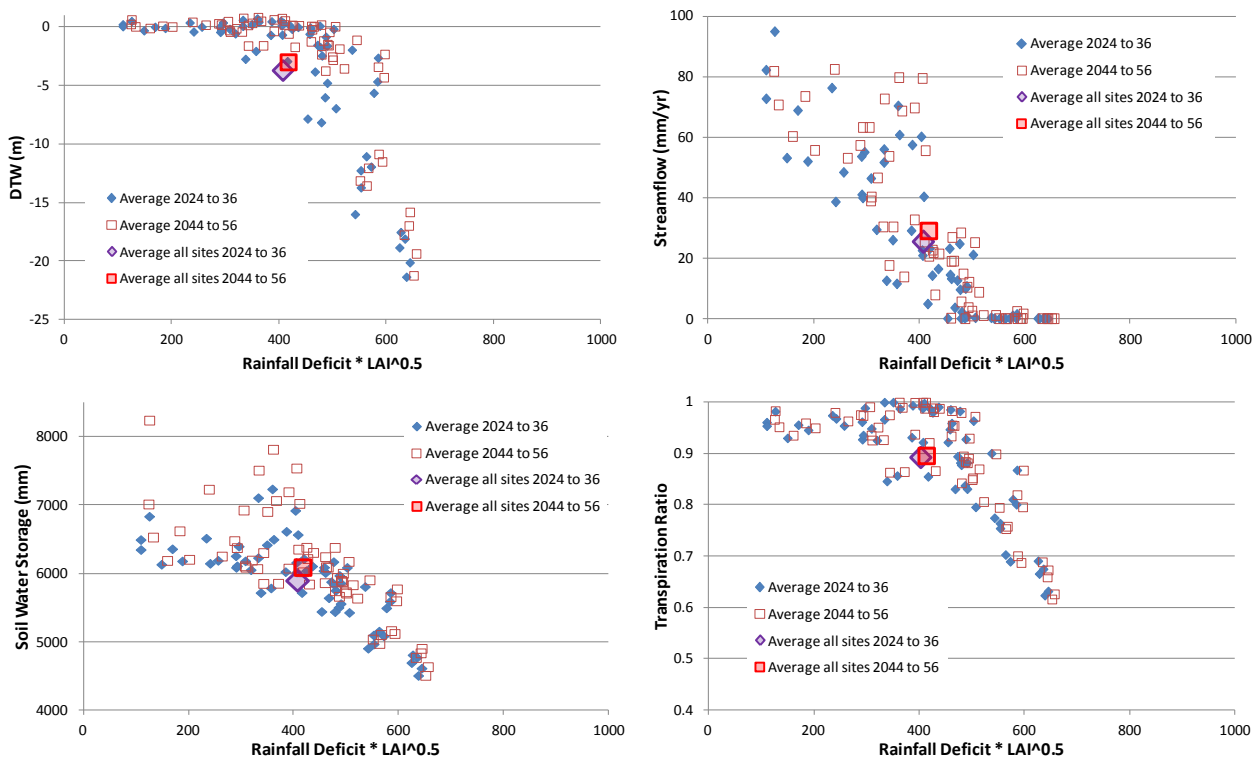 DTW (m)
0
-5
-10
-15
-20
-25
0
200
400
600
800
1000
Rainfall Deficit * LAI^0.5
Average 2024 to 36
Average 2044 to 56
Average all sites 2024 to 36
Average all sites 2044 to 56
Streamflow (mm/yr)
100
80
60
40
20
0
0
200
400
600
800
1000
Rainfall Deficit * LAI^0.5
Average 2024 to 36
Average 2044 to 56
Average all sites 2024 to 36
Average all sites 2044 to 56
Soil Water Storage (mm)
8000
7000
6000
5000
4000
0
200
400
600
800
1000
Rainfall Deficit * LAI^0.5
Average 2024 to 36
Average 2044 to 56
Average all sites 2024 to 36
Average all sites 2044 to 56
Transpiration Ratio
1
0.9
0.8
0.7
0.6
0.5
0.4
0
200
400
600
800
1000
Rainfall Deficit * LAI^0.5
Average 2024 to 36
Average 2044 to 56
Average all sites 2024 to 36
Average all sites 2044 to 56